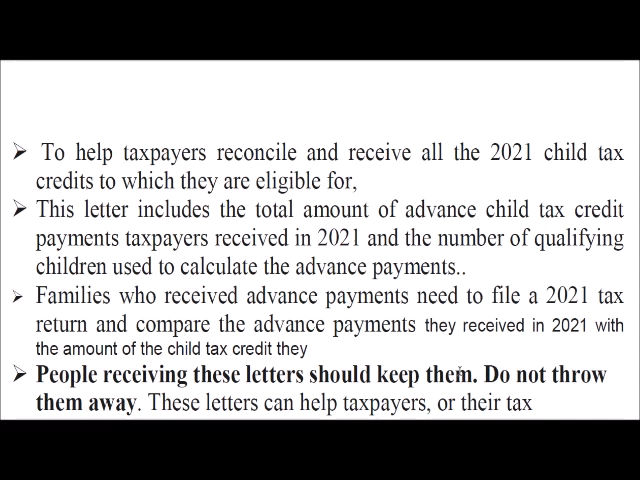 ➢ To help taxpayers reconcile and receive all the 2021 child tax
credits to which they are eligible for,
➢ This letter includes the total amount of advance child tax credit
payments taxpayers received in 2021 and the number of qualifying
children used to calculate the advance payments..
➢ Families who received advance payments need to file a 2021 tax
return and compare the advance payments they received in 2021 with
the amount of the child tax credit they
➢ People receiving these letters should keep them. Do not throw
them away. These letters can help taxpayers, or their tax